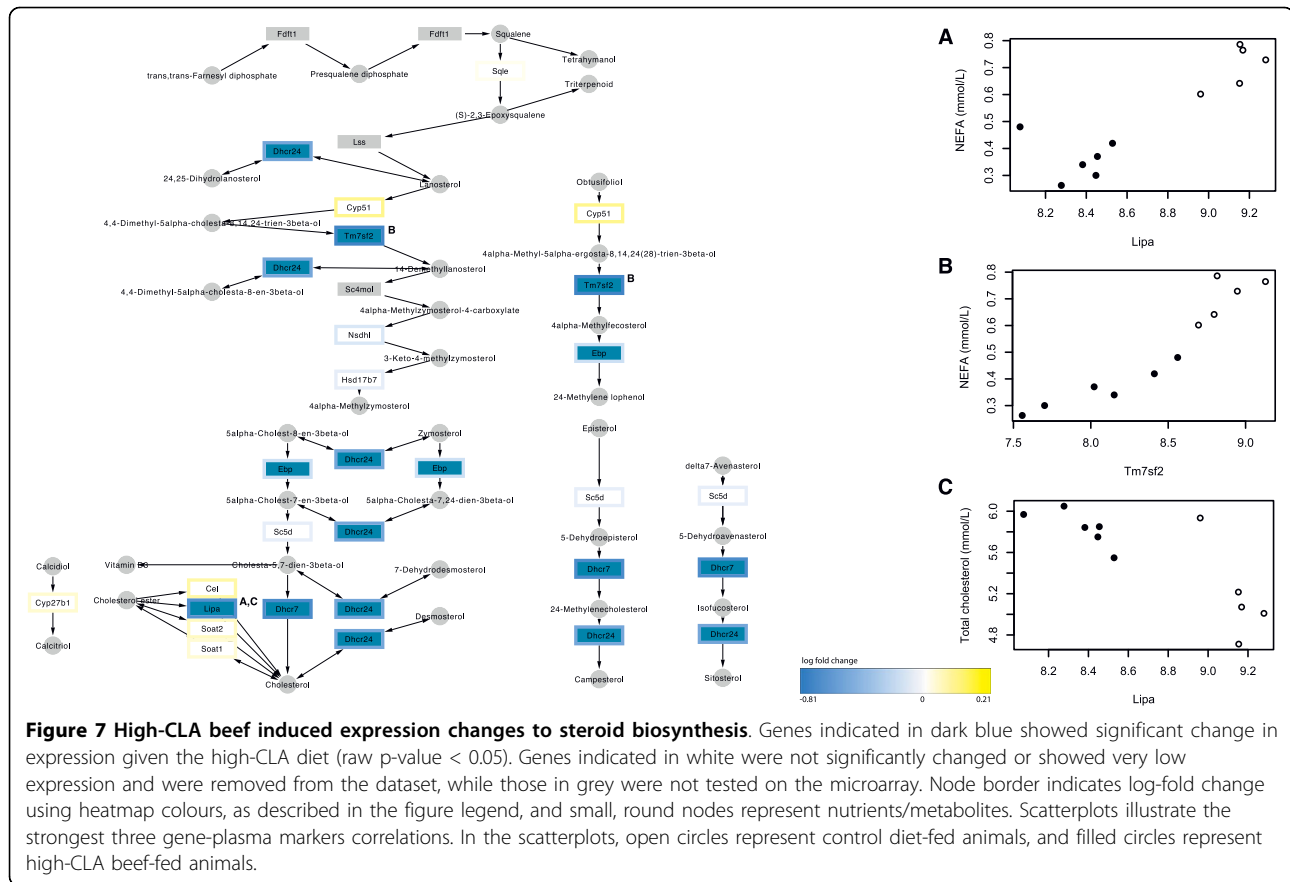 Fdft1
Fdft1
Squalene
trans,trans-Farnesyl diphosphate
Presqualene diphosphate
Tetrahymanol
Sqle
Triterpenoid
(S)-2,3-Epoxysqualene
Lss
Dhcr24
24,25-Dihydrolanosterol
Lanosterol
Cyp51
4,4-Dimethyl-5alpha-cholesta-8,14,24-trien-3beta-ol
Tm7sf2 B
Dhcr24
14-Demethyllanosterol
4,4-Dimethyl-5alpha-cholesta-8-en-3beta-ol
Sc4mol
4alpha-Methylzymosterol-4-carboxylate
Nsdhl
3-Keto-4-methylzymosterol
Hsd17b7
4alpha-Methylzymosterol
5alpha-Cholest-8-en-3beta-ol
Zymosterol
Dhcr24
Ebp
Ebp
5alpha-Cholest-7-en-3beta-ol
5alpha-Cholesta-7,24-dien-3beta-ol
Sc5d
Dhcr24
Calcidiol
Vitamin D3
Cholesta-5,7-dien-3beta-ol
7-Dehydrodesmosterol
Cyp27b1
Cholesterol ester
Cel
Lipa A,C
Dhcr7
Dhcr24
Soat2
Desmosterol
Calcitriol
Soat1
Dhcr24
Cholesterol
Obtusifoliol
Cyp51
4alpha-Methyl-5alpha-ergosta-8,14,24(28)-trien-3beta-ol
Tm7sf2 B
4alpha-Methylfecosterol
Ebp
24-Methylene lophenol
Episterol
Sc5d
5-Dehydroepisterol
Dhcr7
24-Methylenecholesterol
Dhcr24
Campesterol
delta7-Avenasterol
Sc5d
5-Dehydroavenasterol
Dhcr7
Isofucosterol
Dhcr24
Sitosterol
log fold change
-0.81 0 0.21
A
NEFA (mmol/L)
0.8
0.7
0.6
0.5
0.4
0.3
8.2 8.4 8.6 8.8 9.0 9.2
Lipa
B
NEFA (mmol/L)
0.8
0.7
0.6
0.5
0.4
0.3
7.5 8.0 8.5 9.0
Tm7sf2
C
Total cholesterol (mmol/L)
6.0
5.6
5.2
4.8
8.2 8.4 8.6 8.8 9.0 9.2
Lipa
Figure 7 High-CLA beef induced expression changes to steroid biosynthesis. Genes indicated in dark blue showed significant change in
expression given the high-CLA diet (raw p-value < 0.05). Genes indicated in white were not significantly changed or showed very low
expression and were removed from the dataset, while those in grey were not tested on the microarray. Node border indicates log-fold change
using heatmap colours, as described in the figure legend, and small, round nodes represent nutrients/metabolites. Scatterplots illustrate the
strongest three gene-plasma markers correlations. In the scatterplots, open circles represent control diet-fed animals, and filled circles represent
high-CLA beef-fed animals.